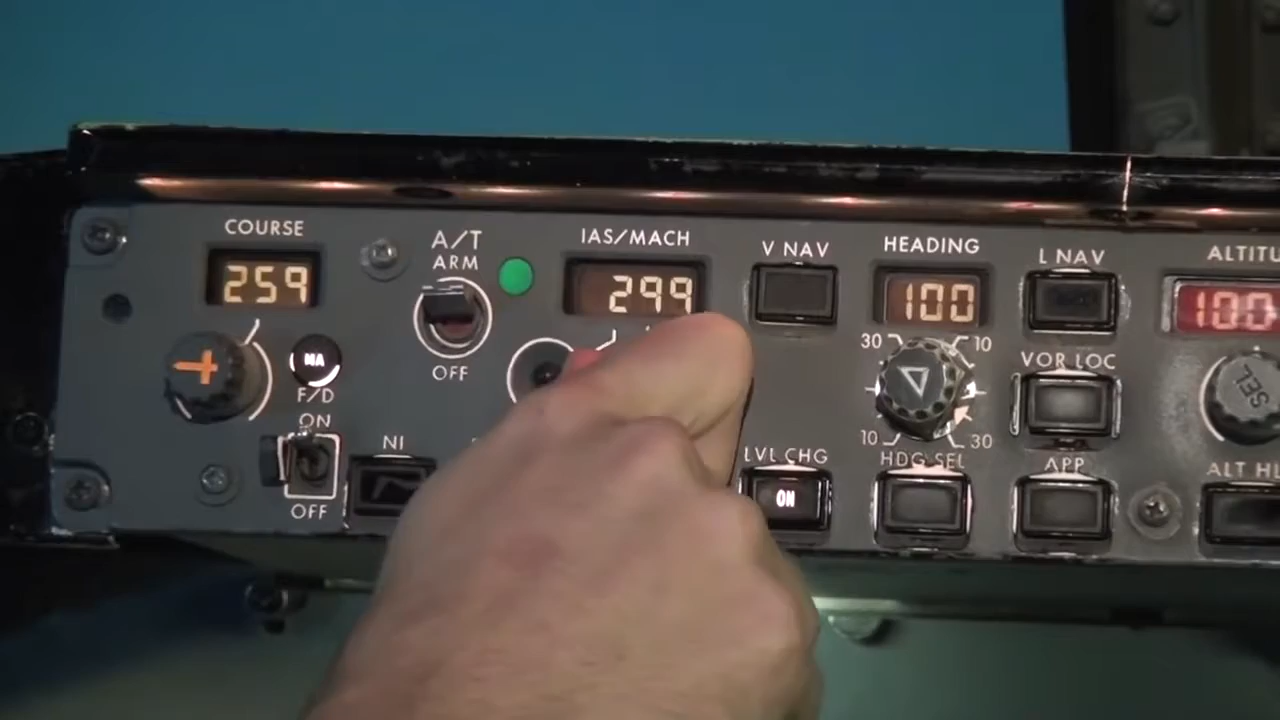 COURSE
259
A/T
ARM
OFF
IAS/MACH
299
V NAV
HEADING
100
L NAV
ALTITU
100
MA
F/D
ON
OFF
N1
LVL CHG
ON
30
10
10
30
HDG SEL
VOR LOC
APP
SEL
ALT HL